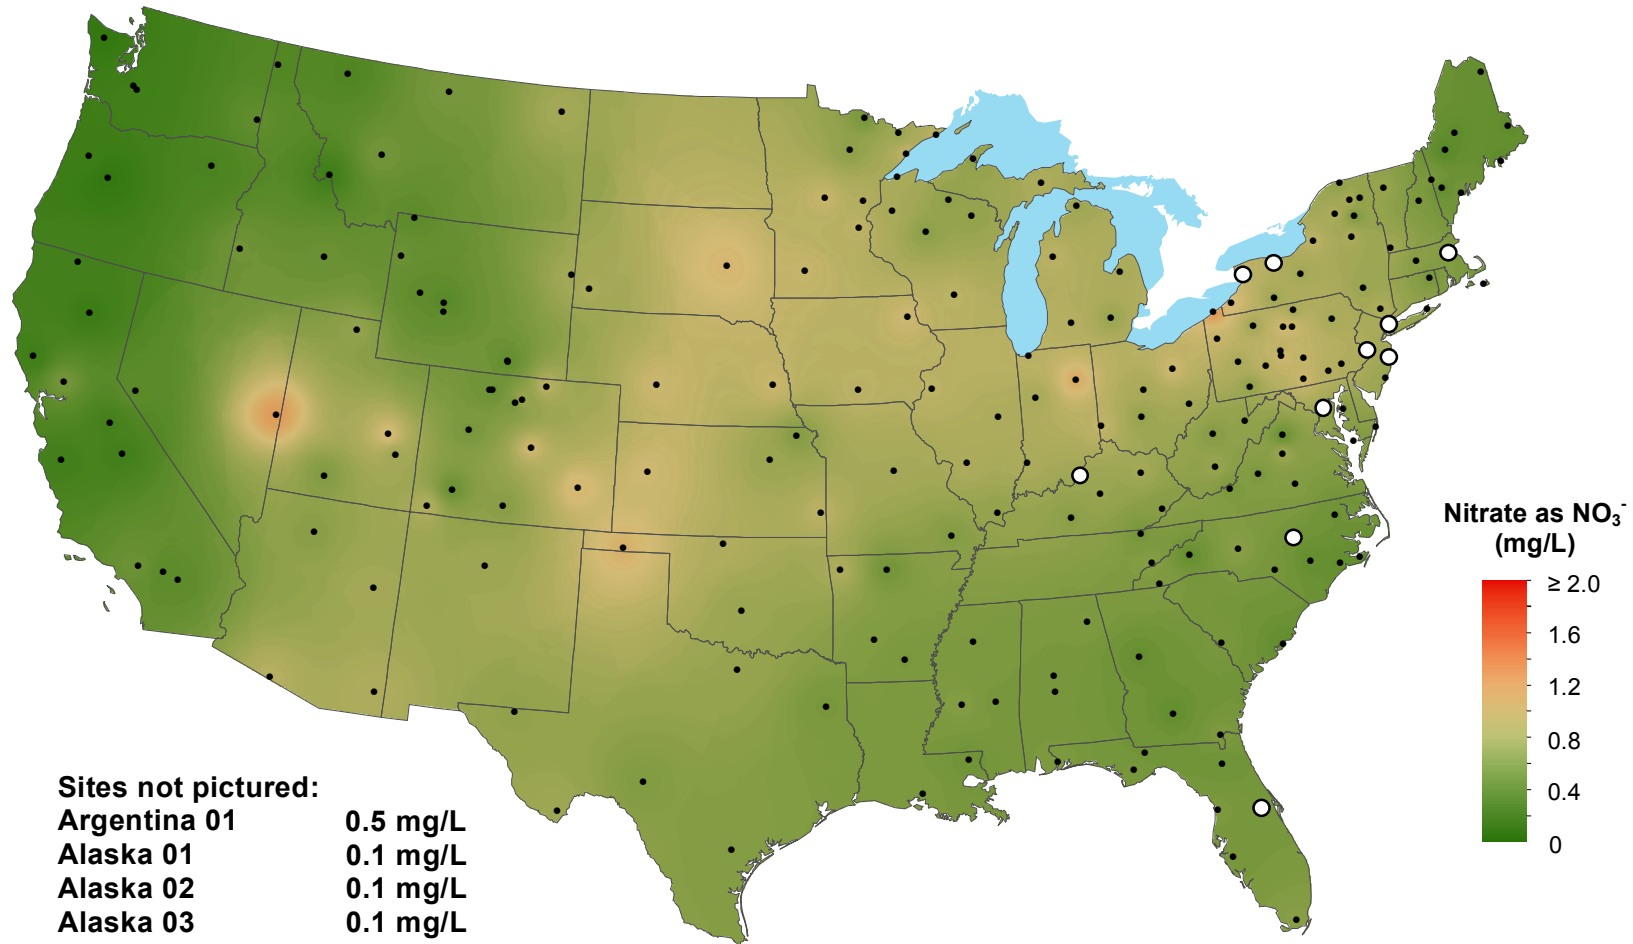 Nitrate as NO₃⁻
(mg/L)
≥ 2.0
1.6
1.2
0.8
0.4
0
Sites not pictured:
Argentina 01 0.5 mg/L
Alaska 01 0.1 mg/L
Alaska 02 0.1 mg/L
Alaska 03 0.1 mg/L